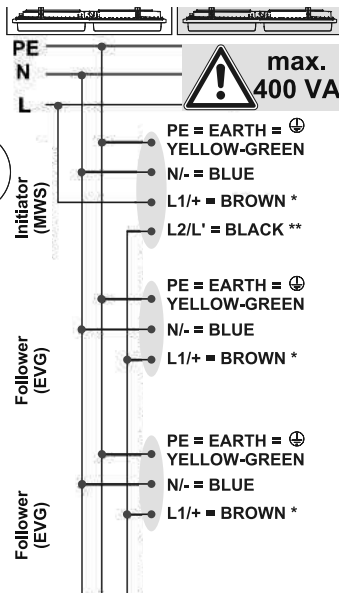 PE
N
L
max.
400 VA
Initiator
(MWS)
PE = EARTH = ⏚
YELLOW-GREEN
N/- = BLUE
L1/+ = BROWN *
L2/L' = BLACK **
Follower
(EVG)
PE = EARTH = ⏚
YELLOW-GREEN
N/- = BLUE
L1/+ = BROWN *
Follower
(EVG)
PE = EARTH = ⏚
YELLOW-GREEN
N/- = BLUE
L1/+ = BROWN *